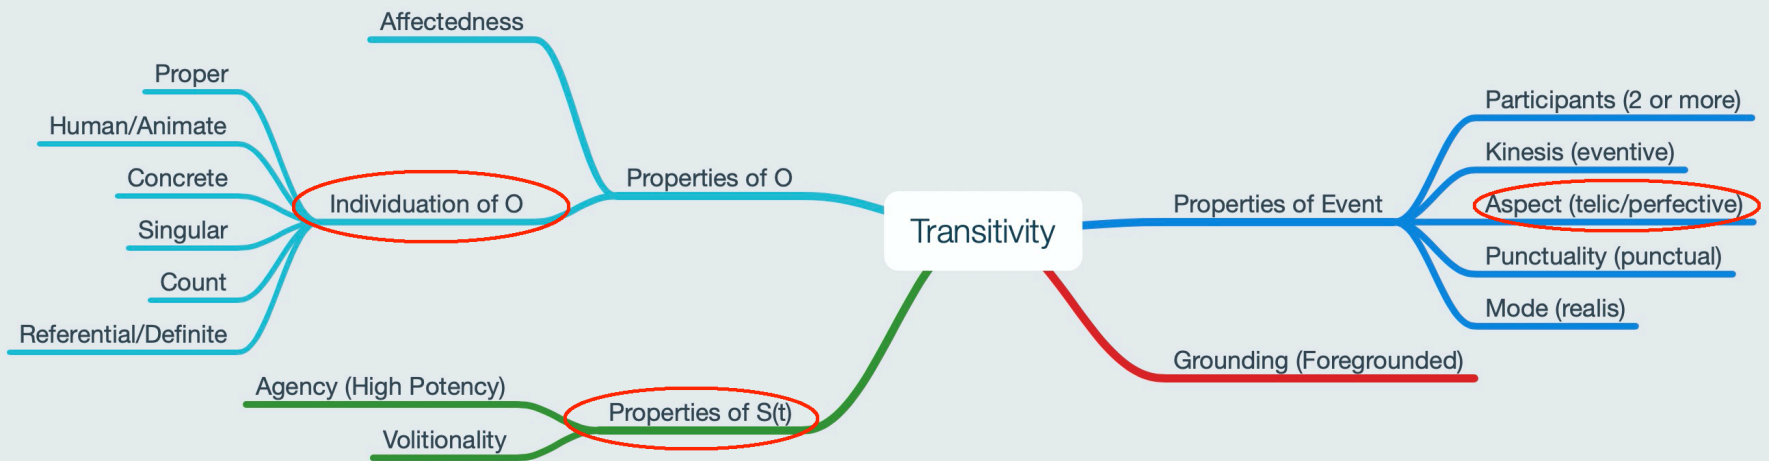 Affectedness
Proper
Human/Animate
Concrete
Singular
Count
Referential/Definite
Individuation of O
Properties of O
Agency (High Potency)
Volitionality
Properties of S(t)
Transitivity
Properties of Event
Participants (2 or more)
Kinesis (eventive)
Aspect (telic/perfective)
Punctuality (punctual)
Mode (realis)
Grounding (Foregrounded)